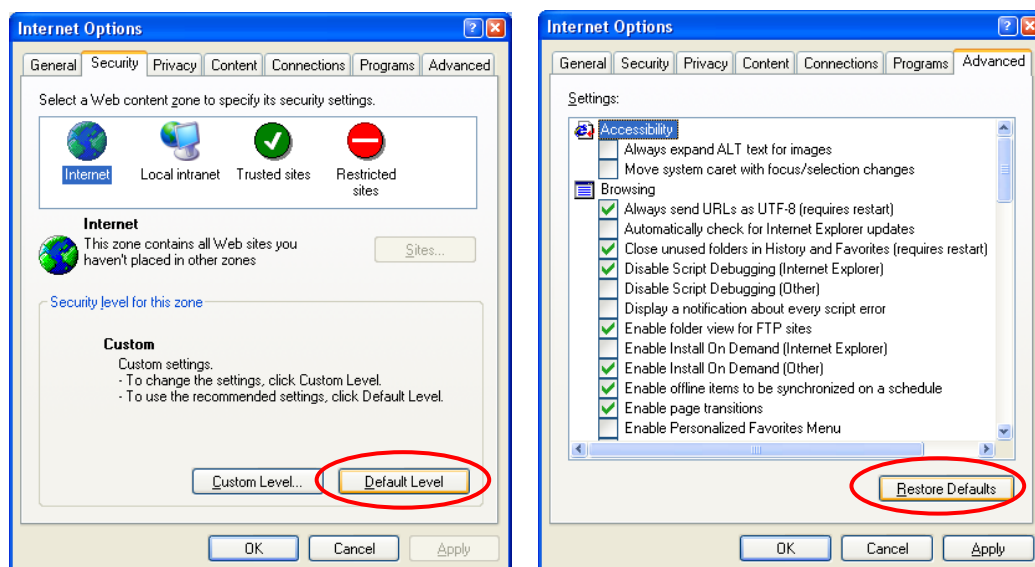 Internet Options
General Security Privacy Content Connections Programs Advanced
Select a Web content zone to specify its security settings.
Internet Local intranet Trusted sites Restricted sites
Internet
This zone contains all Web sites you
haven't placed in other zones
Sites...
Security level for this zone
Custom
Custom settings.
- To change the settings, click Custom Level.
- To use the recommended settings, click Default Level.
Custom Level... Default Level
OK Cancel Apply
Internet Options
General Security Privacy Content Connections Programs Advanced
Settings:
Accessibility
Always expand ALT text for images
Move system caret with focus/selection changes
Browsing
Always send URLs as UTF-8 (requires restart)
Automatically check for Internet Explorer updates
Close unused folders in History and Favorites (requires restart)
Disable Script Debugging (Internet Explorer)
Disable Script Debugging (Other)
Display a notification about every script error
Enable folder view for FTP sites
Enable Install On Demand (Internet Explorer)
Enable Install On Demand (Other)
Enable offline items to be synchronized on a schedule
Enable page transitions
Enable Personalized Favorites Menu
Restore Defaults
OK Cancel Apply